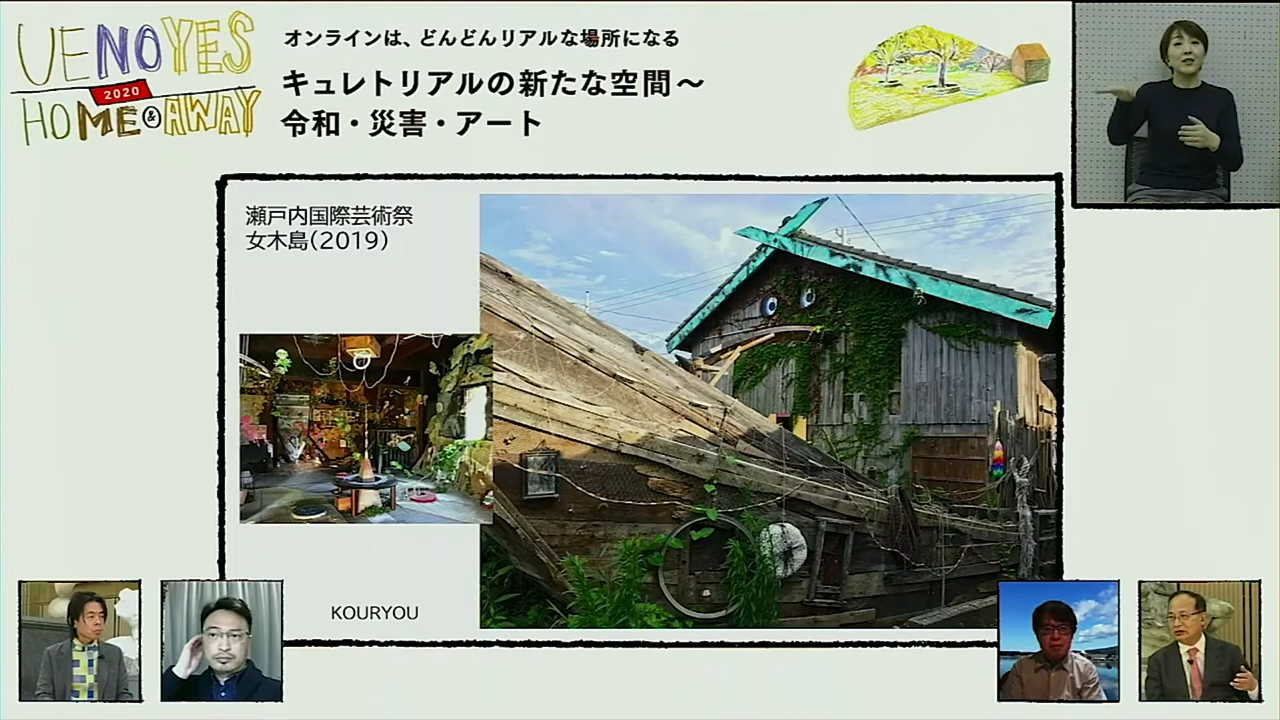 UENOYES
2020
HOME & AWAY
オンラインは、どんどんリアルな場所になる
キュレトリアルの新たな空間〜
令和・災害・アート
瀬戸内国際芸術祭
女木島(2019)
KOURYOU